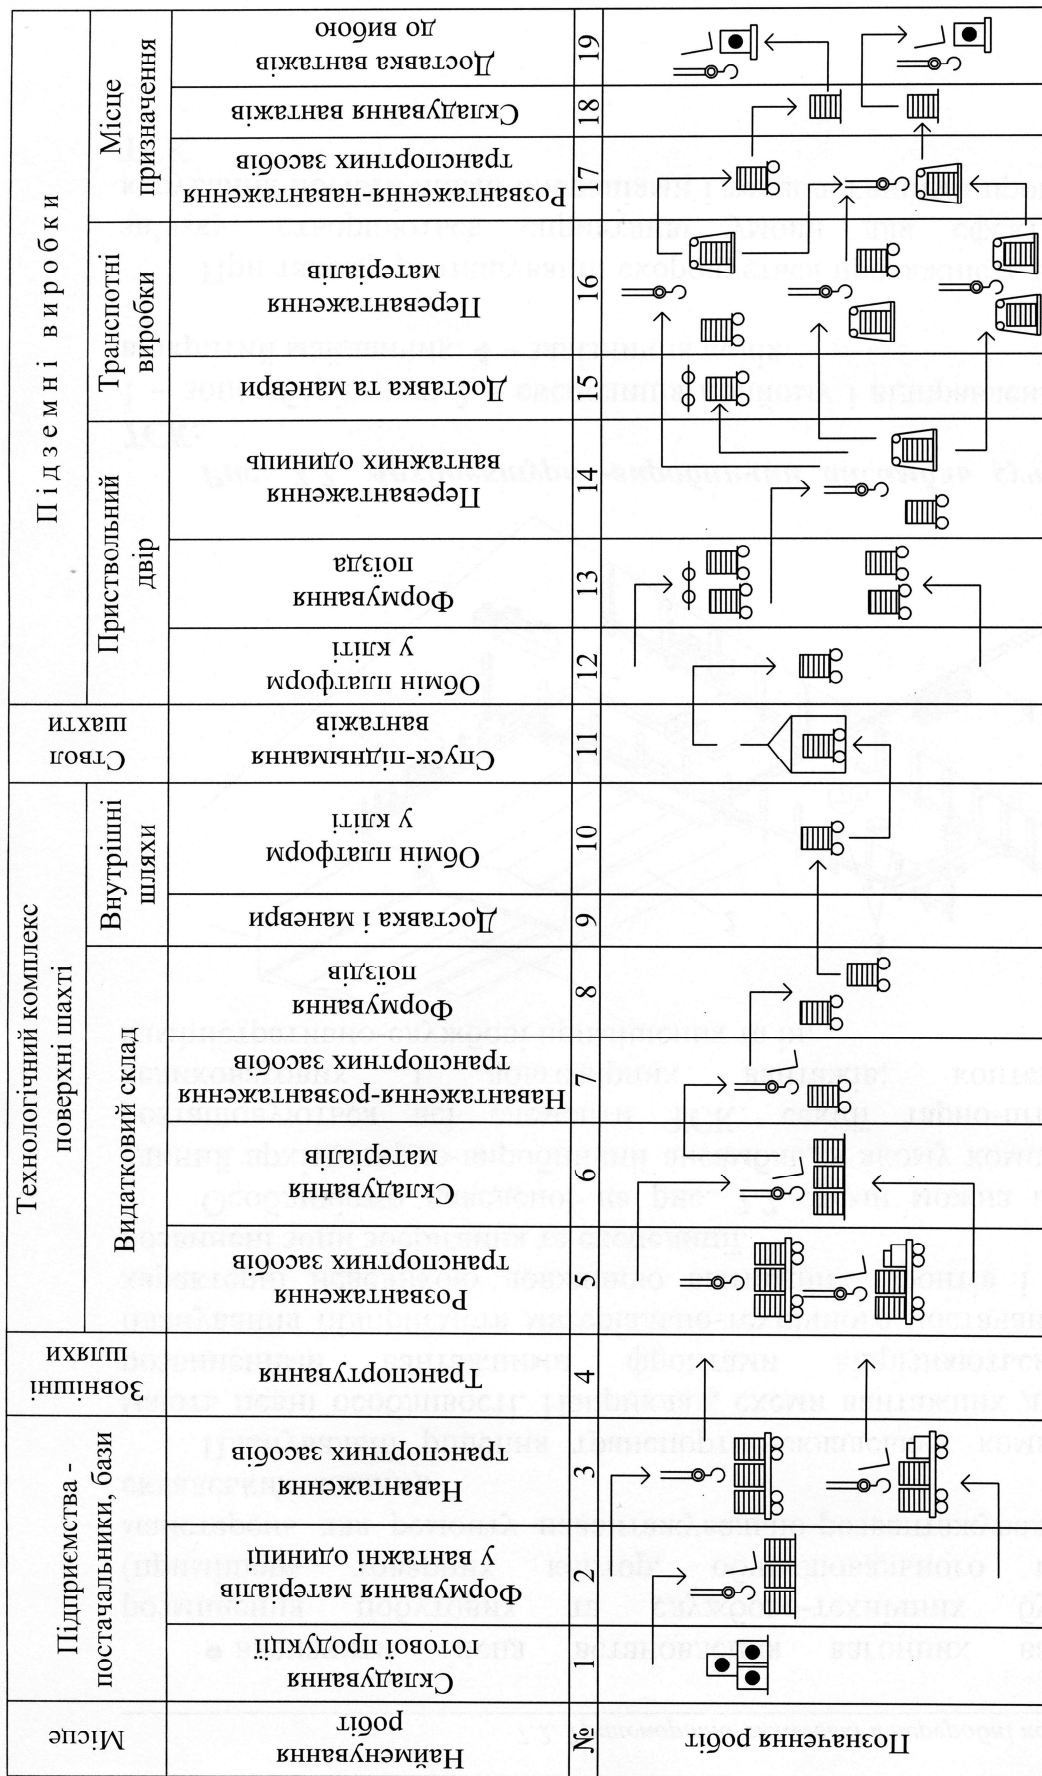 Місце
Підприємства -
постачальники, бази
Зовнішні
шляхи
Технологічний комплекс
поверхні шахті
Видатковий склад
Внутрішні
шляхи
Ствол
шахти
Підземні виробки
Приствольний
двір
Транспотні
виробки
Місце
призначення
Найменування
робіт
Складування
готової продукції
Формування матеріалів
у вантажні одиниці
Навантаження
транспортних засобів
Транспортування
Розвантаження
транспортних засобів
Складування
матеріалів
Навантаження-розвантаження
транспортних засобів
Формування
поїздів
Доставка і маневри
Обмін платформ
у кліті
Спуск-піднымання
вантажів
Обмін платформ
у кліті
Формування
поїзда
Перевантаження
вантажних одиниць
Доставка та маневри
Перевантаження
матеріалів
Розвантаження-навантаження
транспортних засобів
Складування вантажів
Доставка вантажів
до вибою
№
1
2
3
4
5
6
7
8
9
10
11
12
13
14
15
16
17
18
19
Позначення робіт